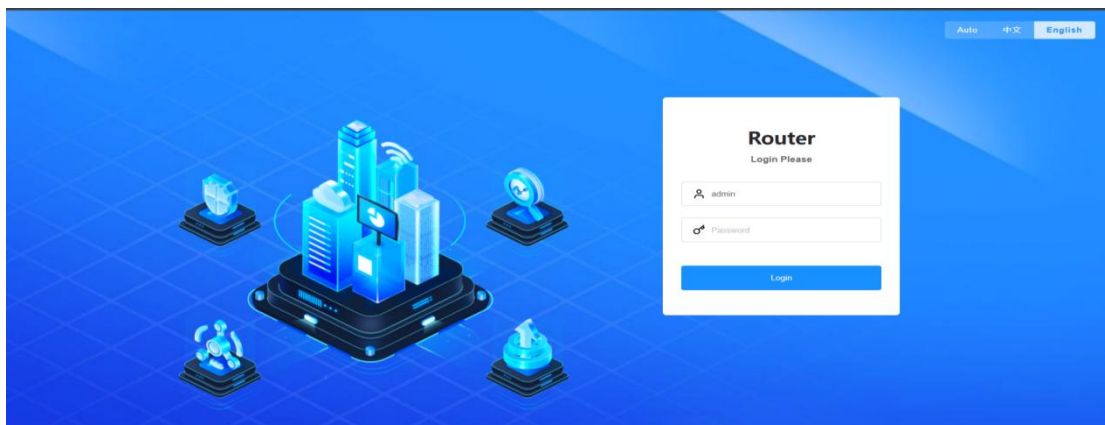 Auto 中文 English
Router
Login Please
admin
Password
Login